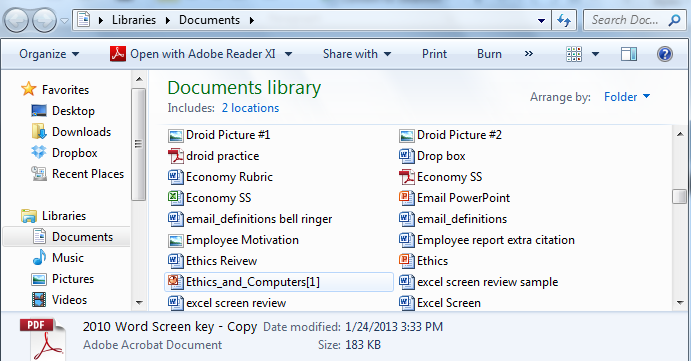 Libraries ▸ Documents ▸
Search Doc...
Organize Open with Adobe Reader XI Share with Print Burn »
Favorites
Desktop
Downloads
Dropbox
Recent Places
Libraries
Documents
Music
Pictures
Videos
Documents library
Includes: 2 locations
Arrange by: Folder
Droid Picture #1
Droid Picture #2
droid practice
Drop box
Economy Rubric
Economy SS
Economy SS
Email PowerPoint
email_definitions bell ringer
email_definitions
Employee Motivation
Employee report extra citation
Ethics Reivew
Ethics
Ethics_and_Computers[1]
excel screen review sample
excel screen review
Excel Screen
PDF
2010 Word Screen key - Copy Date modified: 1/24/2013 3:33 PM
Adobe Acrobat Document Size: 183 KB